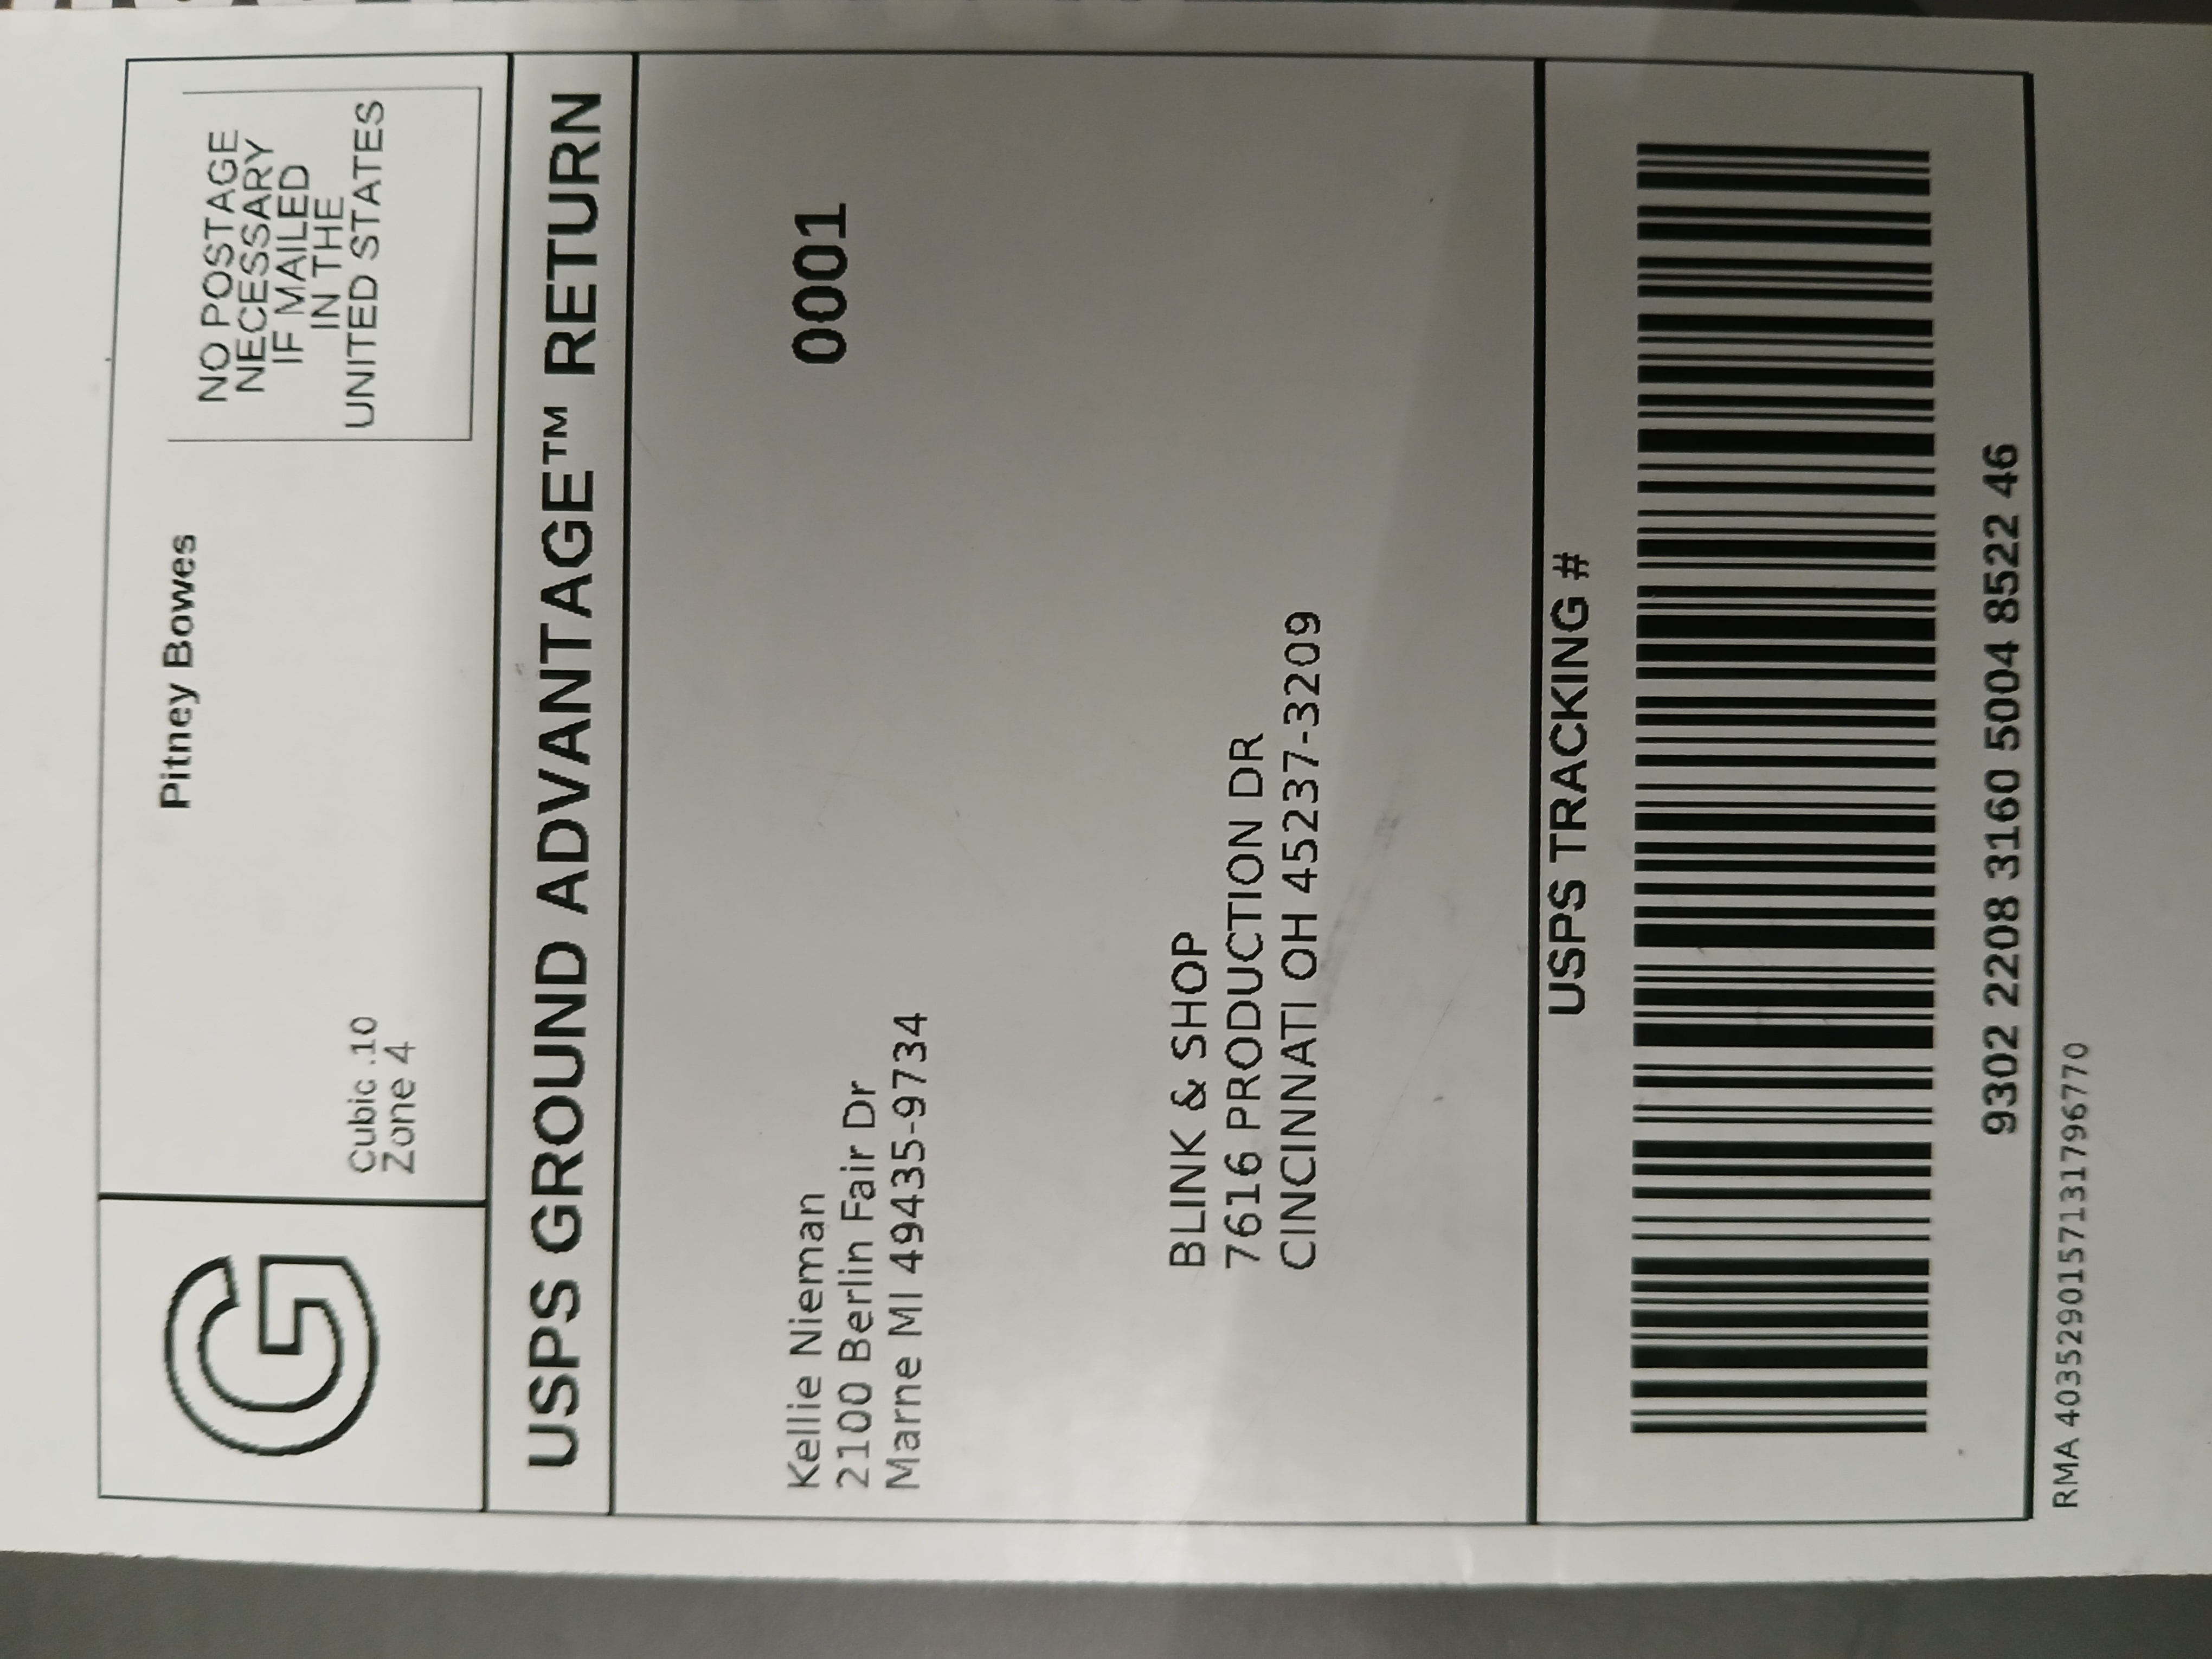 G
Pitney Bowes
NO POSTAGE
NECESSARY
IF MAILED
IN THE
UNITED STATES
Cubic .10
Zone 4
USPS GROUND ADVANTAGE™ RETURN
Kellie Nieman
2100 Berlin Fair Dr
Marne MI 49435-9734
0001
BLINK & SHOP
7616 PRODUCTION DR
CINCINNATI OH 45237-3209
USPS TRACKING #
9302 2208 3160 5004 8522 46
RMA 4035290157131796770